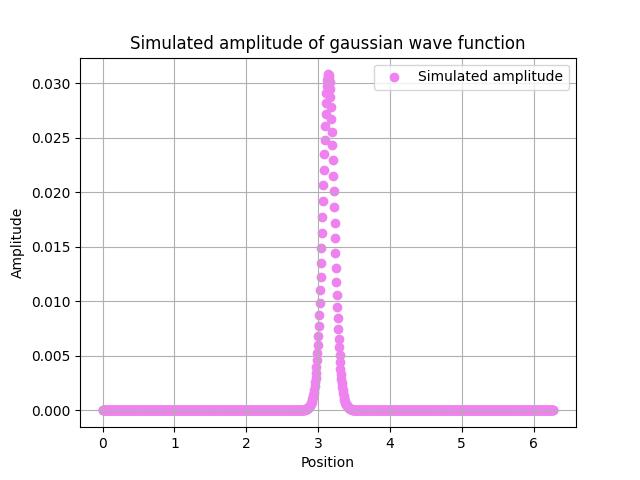 Simulated amplitude of gaussian wave function
Simulated amplitude
Amplitude
0.030
0.025
0.020
0.015
0.010
0.005
0.000
0 1 2 3 4 5 6
Position